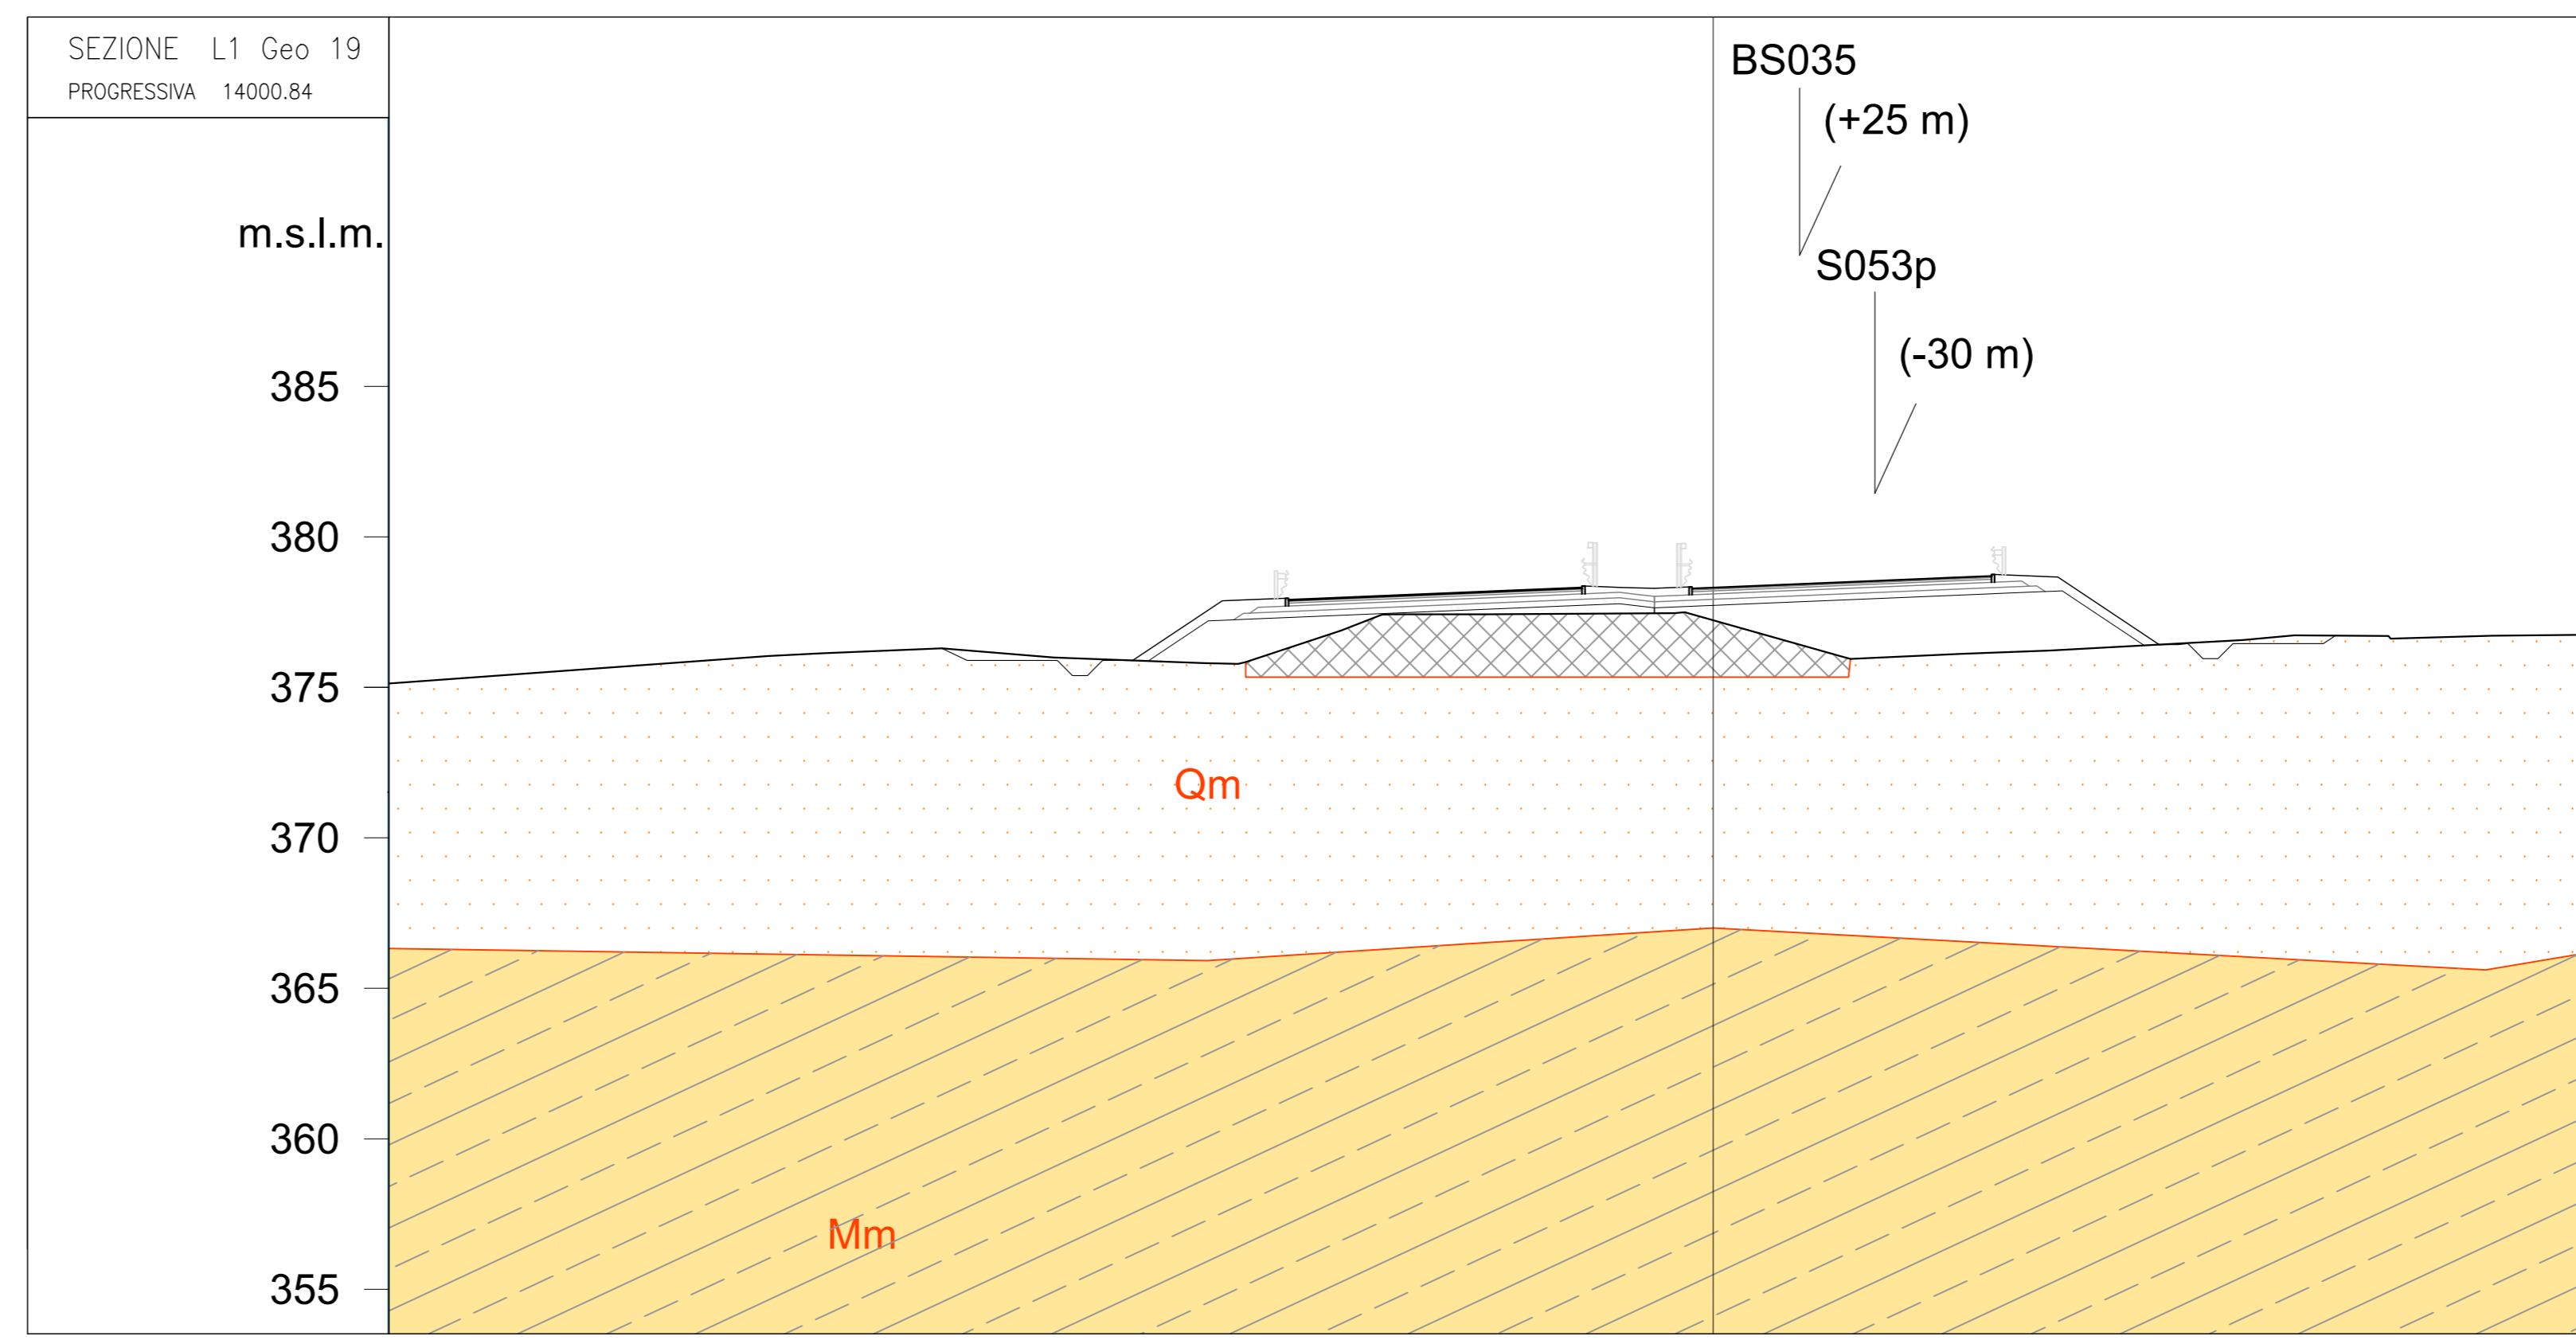 SEZIONE L1 Geo 19
PROGRESSIVA 14000.84
BS035
(+25 m)
m.s.l.m.
S053p
(-30 m)
385
380
375
Qm
370
365
360
Mm
355